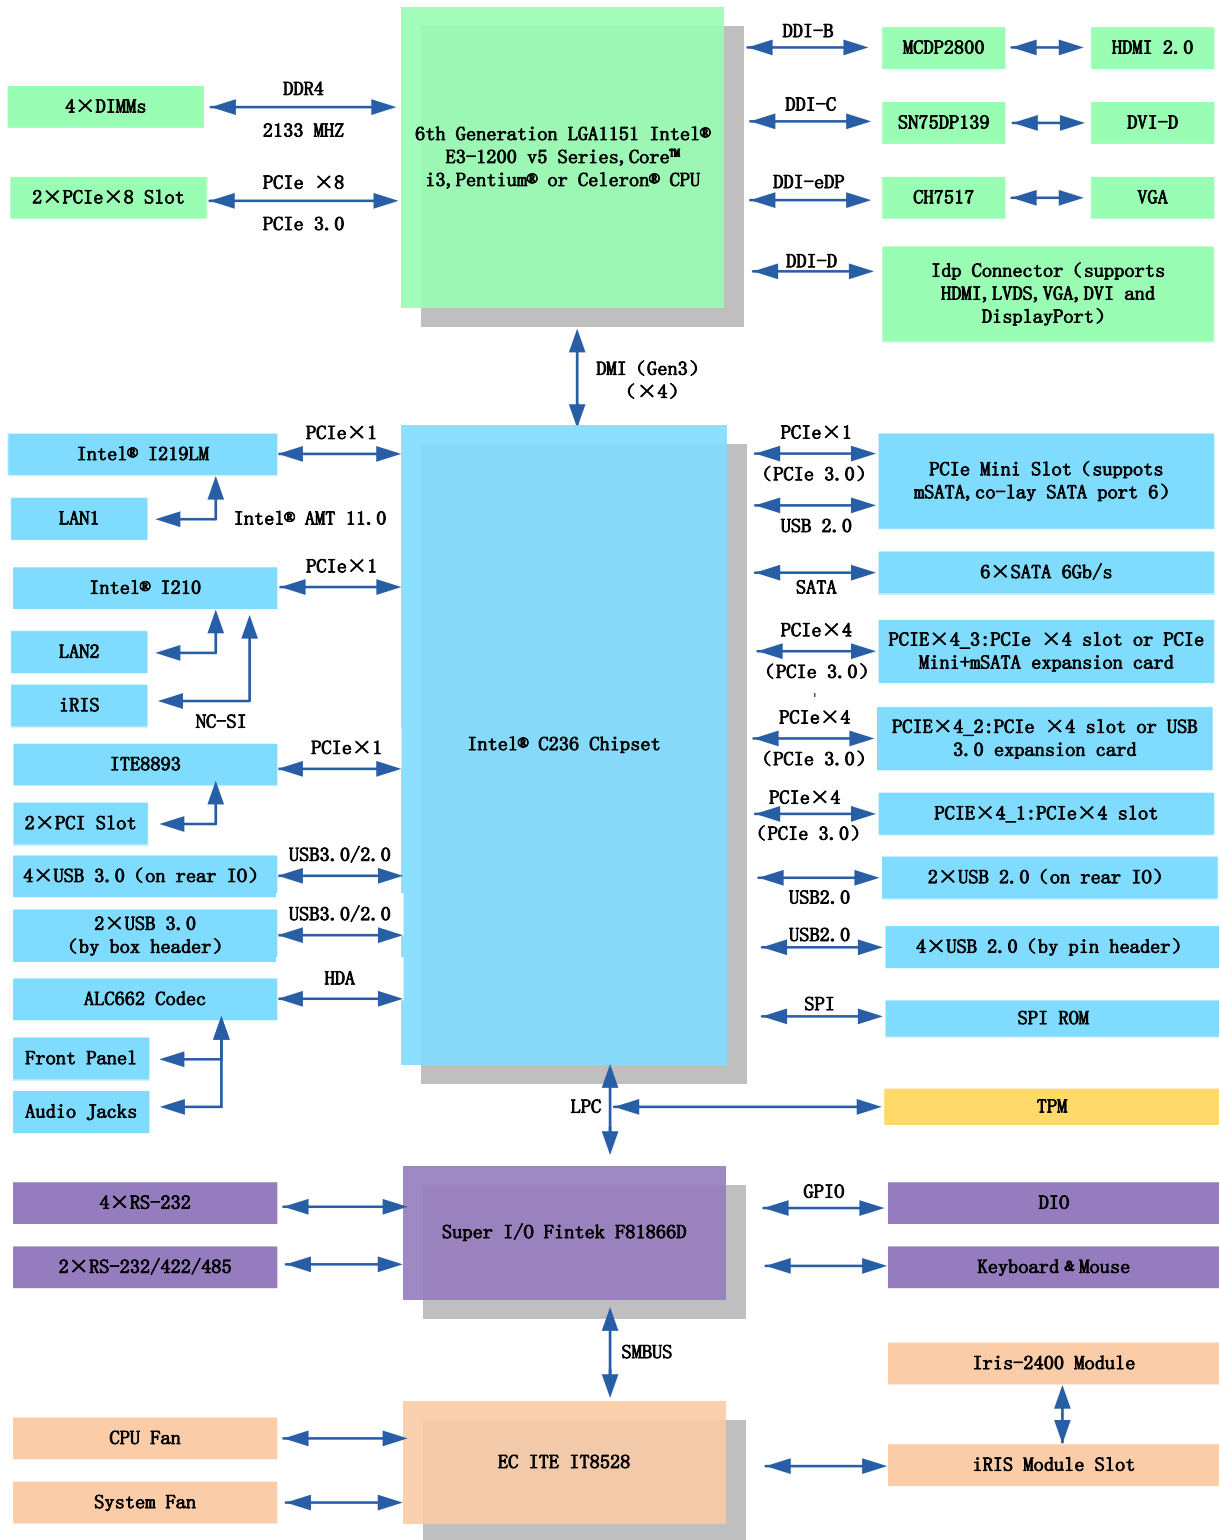 DDI-B
MCDP2800
HDMI 2.0
4×DIMMs
DDR4
2133 MHZ
6th Generation LGA1151 Intel®
E3-1200 v5 Series,Core™
i3,Pentium® or Celeron® CPU
DDI-C
SN75DP139
DVI-D
2×PCIe×8 Slot
PCIe ×8
PCIe 3.0
DDI-eDP
CH7517
VGA
DDI-D
Idp Connector (supports
HDMI,LVDS,VGA,DVI and
DisplayPort)
DMI (Gen3)
(×4)
Intel® I219LM
PCIe×1
LAN1
Intel® AMT 11.0
Intel® I210
PCIe×1
LAN2
iRIS
NC-SI
ITE8893
PCIe×1
2×PCI Slot
4×USB 3.0 (on rear IO)
USB3.0/2.0
2×USB 3.0
(by box header)
USB3.0/2.0
ALC662 Codec
HDA
Front Panel
Audio Jacks
Intel® C236 Chipset
PCIe×1
(PCIe 3.0)
USB 2.0
PCIe Mini Slot (suppots
mSATA,co-lay SATA port 6)
SATA
6×SATA 6Gb/s
PCIe×4
(PCIe 3.0)
PCIE×4_3:PCIe ×4 slot or PCIe
Mini+mSATA expansion card
PCIe×4
(PCIe 3.0)
PCIE×4_2:PCIe ×4 slot or USB
3.0 expansion card
PCIe×4
(PCIe 3.0)
PCIE×4_1:PCIe×4 slot
USB2.0
2×USB 2.0 (on rear IO)
USB2.0
4×USB 2.0 (by pin header)
SPI
SPI ROM
LPC
TPM
4×RS-232
2×RS-232/422/485
Super I/O Fintek F81866D
GPIO
DIO
Keyboard & Mouse
SMBUS
Iris-2400 Module
CPU Fan
System Fan
EC ITE IT8528
iRIS Module Slot